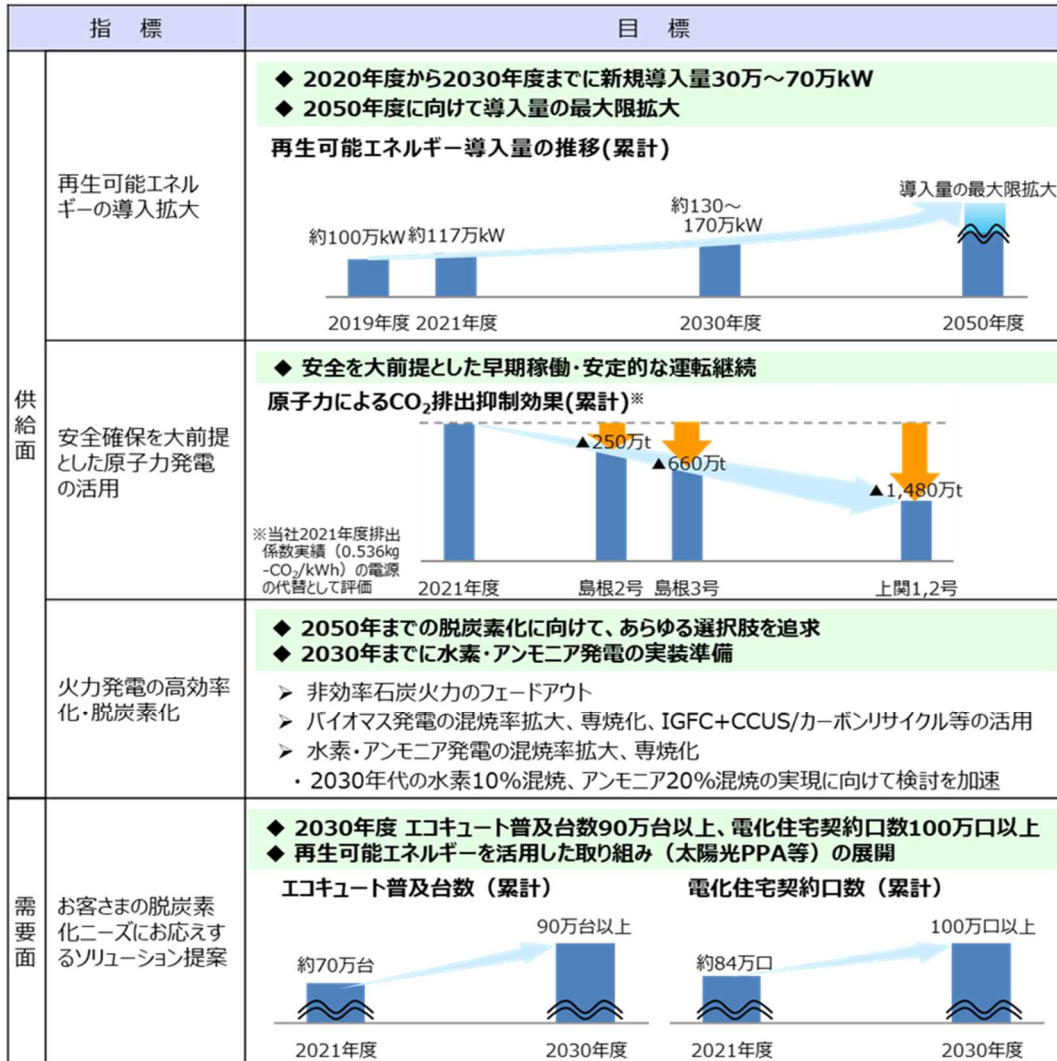 指 標
目 標
供給面
再生可能エネル
ギーの導入拡大
◆ 2020年度から2030年度までに新規導入量30万～70万kW
◆ 2050年度に向けて導入量の最大限拡大
再生可能エネルギー導入量の推移(累計)
約100万kW
約117万kW
約130～
170万kW
導入量の最大限拡大
2019年度
2021年度
2030年度
2050年度
安全確保を大前提
とした原子力発電
の活用
◆ 安全を大前提とした早期稼働・安定的な運転継続
原子力によるCO₂排出抑制効果(累計)※
▲250万t
▲660万t
▲1,480万t
※当社2021年度排出
係数実績（0.536kg
-CO₂/kWh）の電源
の代替として評価
2021年度
島根2号
島根3号
上関1,2号
火力発電の高効率
化・脱炭素化
◆ 2050年までの脱炭素化に向けて、あらゆる選択肢を追求
◆ 2030年までに水素・アンモニア発電の実装準備
➢ 非効率石炭火力のフェードアウト
➢ バイオマス発電の混焼率拡大、専焼化、IGFC+CCUS/カーボンリサイクル等の活用
➢ 水素・アンモニア発電の混焼率拡大、専焼化
・2030年代の水素10%混焼、アンモニア20%混焼の実現に向けて検討を加速
需要面
お客さまの脱炭素
化ニーズにお応えす
るソリューション提案
◆ 2030年度 エコキュート普及台数90万台以上、電化住宅契約口数100万口以上
◆ 再生可能エネルギーを活用した取り組み（太陽光PPA等）の展開
エコキュート普及台数（累計）
約70万台
90万台以上
2021年度
2030年度
電化住宅契約口数（累計）
約84万口
100万口以上
2021年度
2030年度